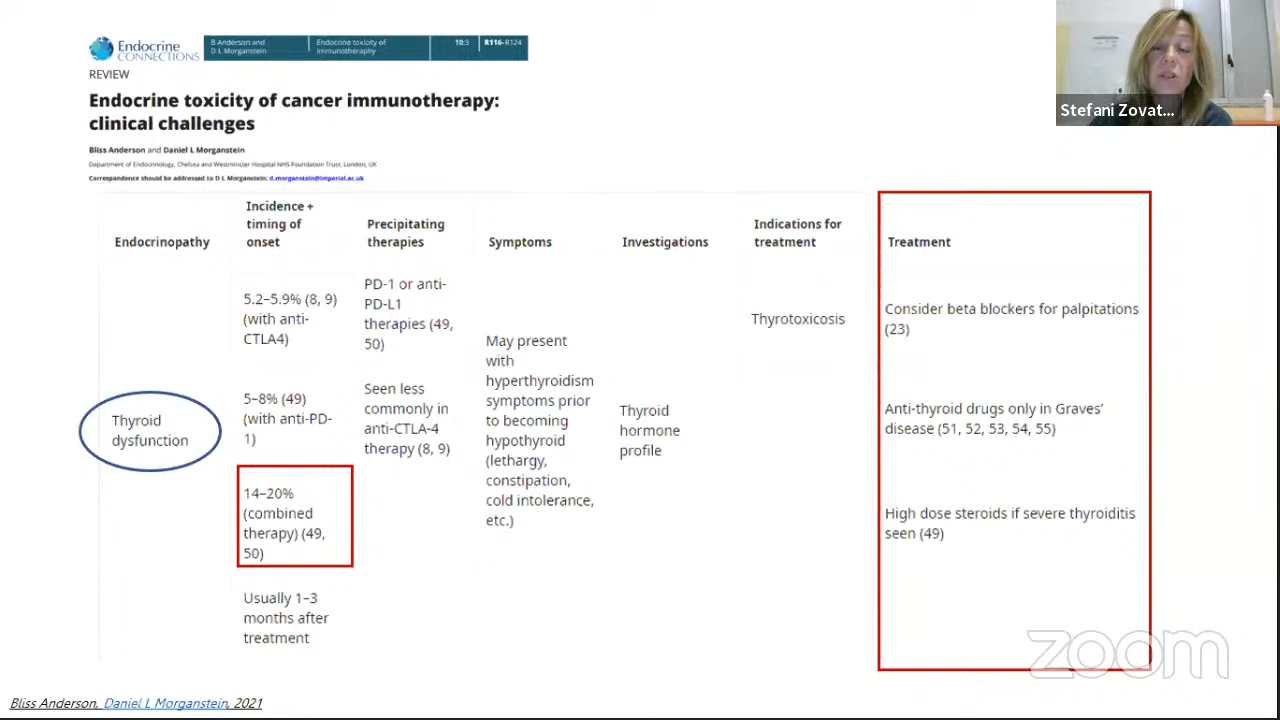 Endocrine
CONNECTIONS
B Anderson and
D L Morganstein
Endocrine toxicity of
immunotherapy
10:3
R116–R124
REVIEW
Endocrine toxicity of cancer immunotherapy:
clinical challenges
Bliss Anderson and Daniel L Morganstein
Department of Endocrinology, Chelsea and Westminster Hospital NHS Foundation Trust, London, UK
Correspondence should be addressed to D L Morganstein: d.morganstein@imperial.ac.uk
Stefani Zovat...
Endocrinopathy
Incidence +
timing of
onset
Precipitating
therapies
Symptoms
Investigations
Indications for
treatment
Treatment
Thyroid
dysfunction
5.2–5.9% (8, 9)
(with anti-
CTLA4)
5–8% (49)
(with anti-PD-
1)
14–20%
(combined
therapy) (49,
50)
Usually 1–3
months after
treatment
PD-1 or anti-
PD-L1
therapies (49,
50)
Seen less
commonly in
anti-CTLA-4
therapy (8, 9)
May present
with
hyperthyroidism
symptoms prior
to becoming
hypothyroid
(lethargy,
constipation,
cold intolerance,
etc.)
Thyroid
hormone
profile
Thyrotoxicosis
Consider beta blockers for palpitations
(23)
Anti-thyroid drugs only in Graves’
disease (51, 52, 53, 54, 55)
High dose steroids if severe thyroiditis
seen (49)
zoom
Bliss Anderson, Daniel L Morganstein, 2021